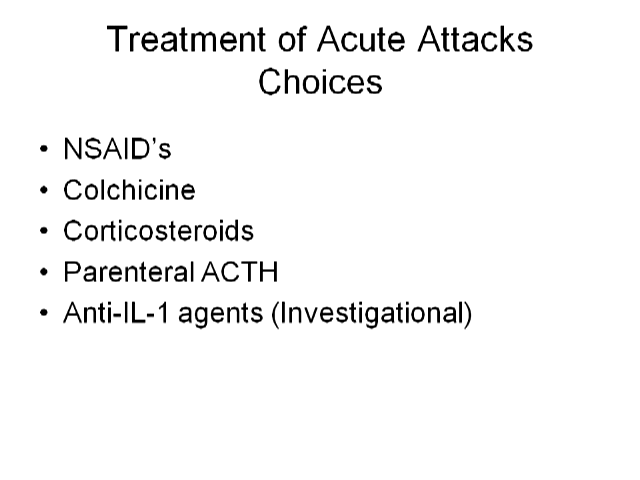 Treatment of Acute Attacks
Choices
• NSAID's
• Colchicine
• Corticosteroids
• Parenteral ACTH
• Anti-IL-1 agents (Investigational)